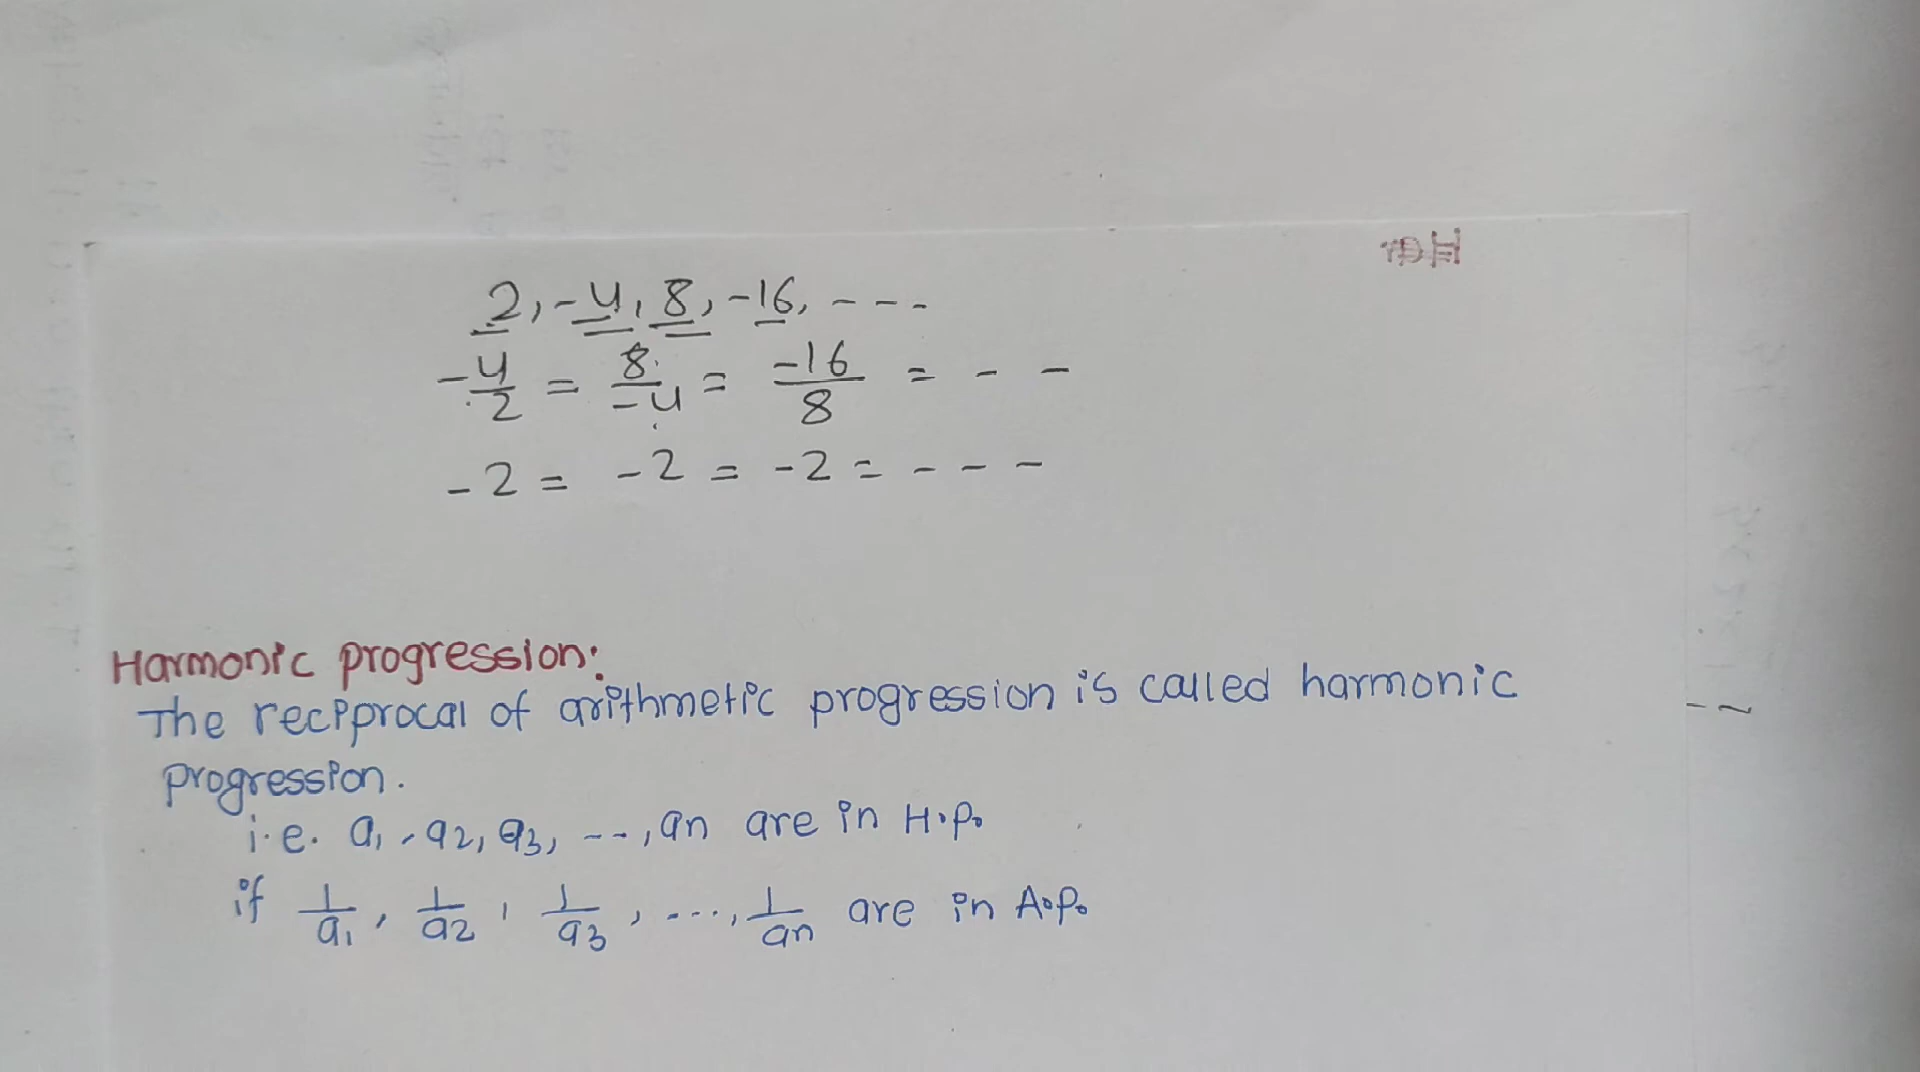 2, -4, 8, -16, - - -
-4/2 = 8/-4 = -16/8 = - -
-2 = -2 = -2 = - - -
Harmonic progression:
The reciprocal of arithmetic progression is called harmonic
progression.
i.e. a1, a2, a3, ---, an are in H.P.
if 1/a1, 1/a2, 1/a3, ----, 1/an are in A.P.